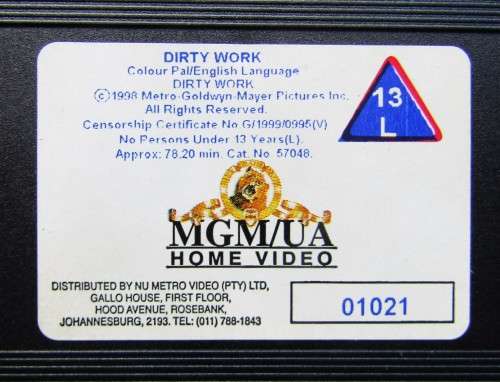 DIRTY WORK
Colour Pal/English Language
DIRTY WORK
©1998 Metro-Goldwyn-Mayer Pictures Inc.
All Rights Reserved.
Censorship Certificate No G/1999/0995(V)
No Persons Under 13 Years(L).
Approx: 78.20 min. Cat. No. 57048.
13
L
MGM/UA
HOME VIDEO
DISTRIBUTED BY NU METRO VIDEO (PTY) LTD,
GALLO HOUSE, FIRST FLOOR,
HOOD AVENUE, ROSEBANK,
JOHANNESBURG, 2193. TEL: (011) 788-1843
01021